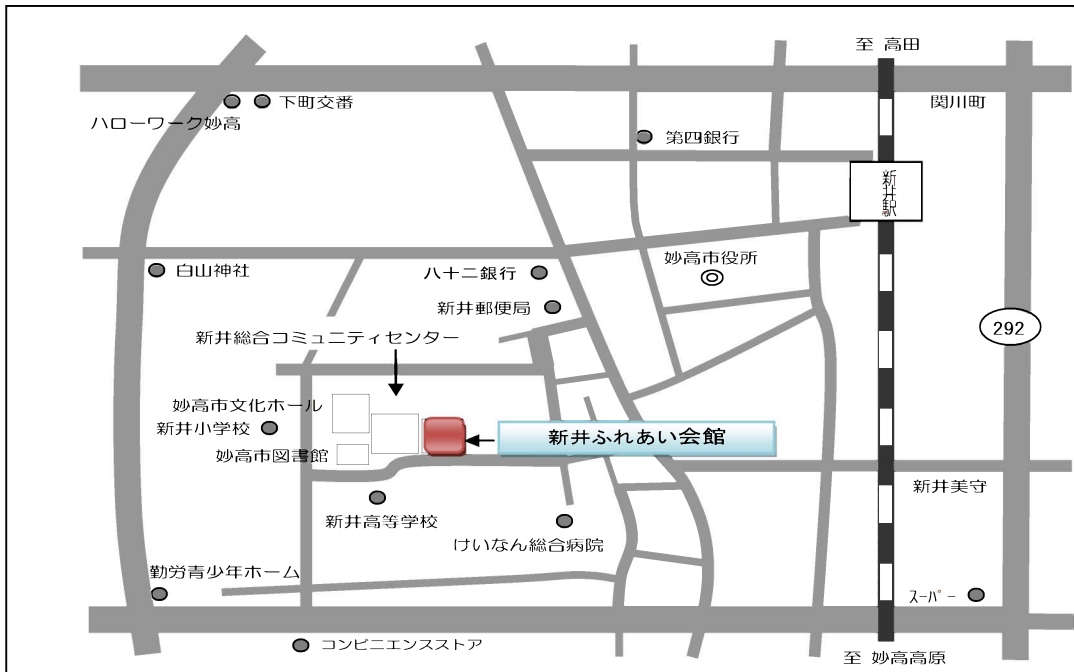 至 高田
関川町
下町交番
ハローワーク妙高
第四銀行
新井駅
妙高市役所
白山神社
八十二銀行
新井郵便局
292
新井総合コミュニティセンター
妙高市文化ホール
新井小学校
新井ふれあい会館
妙高市図書館
新井美守
新井高等学校
けいなん総合病院
勤労青少年ホーム
スーパー
コンビニエンスストア
至 妙高高原